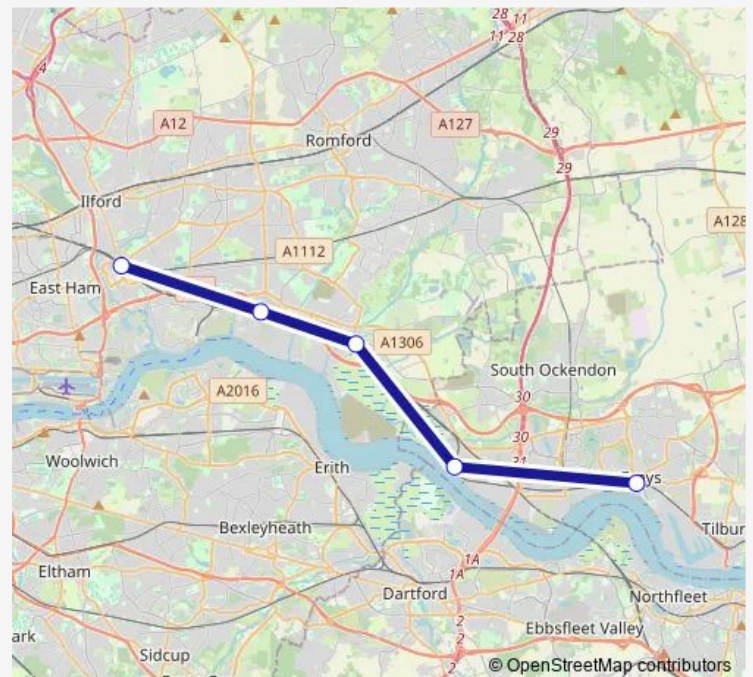 28
11
11
28
4
A12
A127
Romford
29
29
Ilford
A1112
A128
East Ham
A1306
South Ockendon
A2016
30
30
31
Woolwich
Erith
Bexleyheath
Tilbur
Eltham
1A
1A
Dartford
Northfleet
ark
2
2
Ebbsfleet Valley
Sidcup
2
© OpenStreetMap contributors